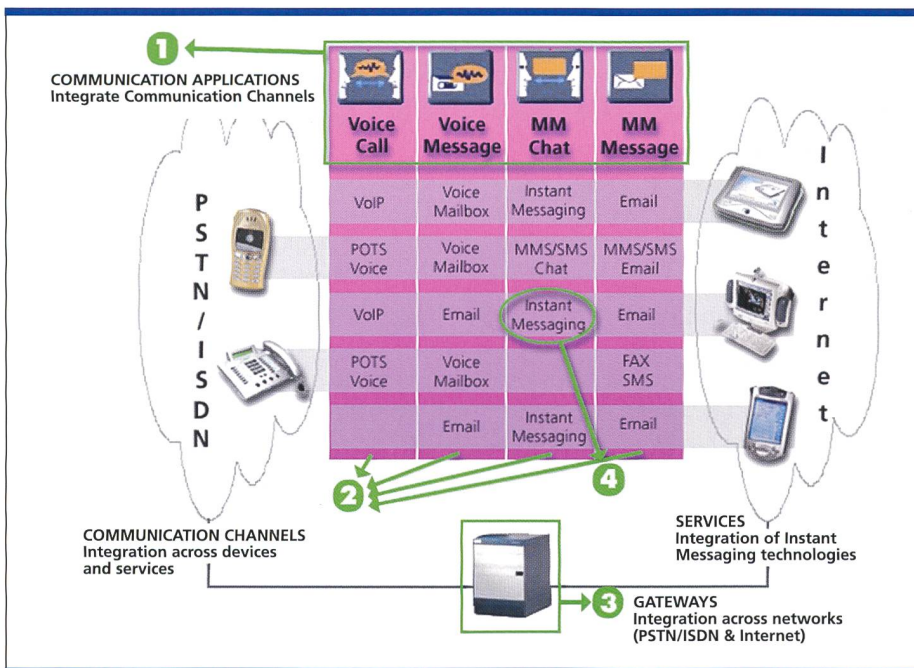 1
COMMUNICATION APPLICATIONS
Integrate Communication Channels
Voice Call
Voice Message
MM Chat
MM Message
PSTN/ISDN
Internet
VoIP
Voice Mailbox
Instant Messaging
Email
POTS Voice
Voice Mailbox
MMS/SMS Chat
MMS/SMS Email
VoIP
Email
Instant Messaging
Email
POTS Voice
Voice Mailbox
FAX SMS
Email
Instant Messaging
Email
2
4
COMMUNICATION CHANNELS
Integration across devices
and services
SERVICES
Integration of Instant
Messaging technologies
3
GATEWAYS
Integration across networks
(PSTN/ISDN & Internet)